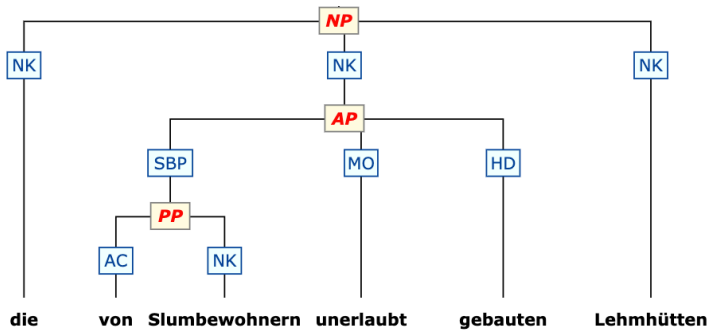 NP
NK NK NK
AP
SBP MO HD
PP
AC NK
die von Slumbewohnern unerlaubt gebauten Lehmhütten